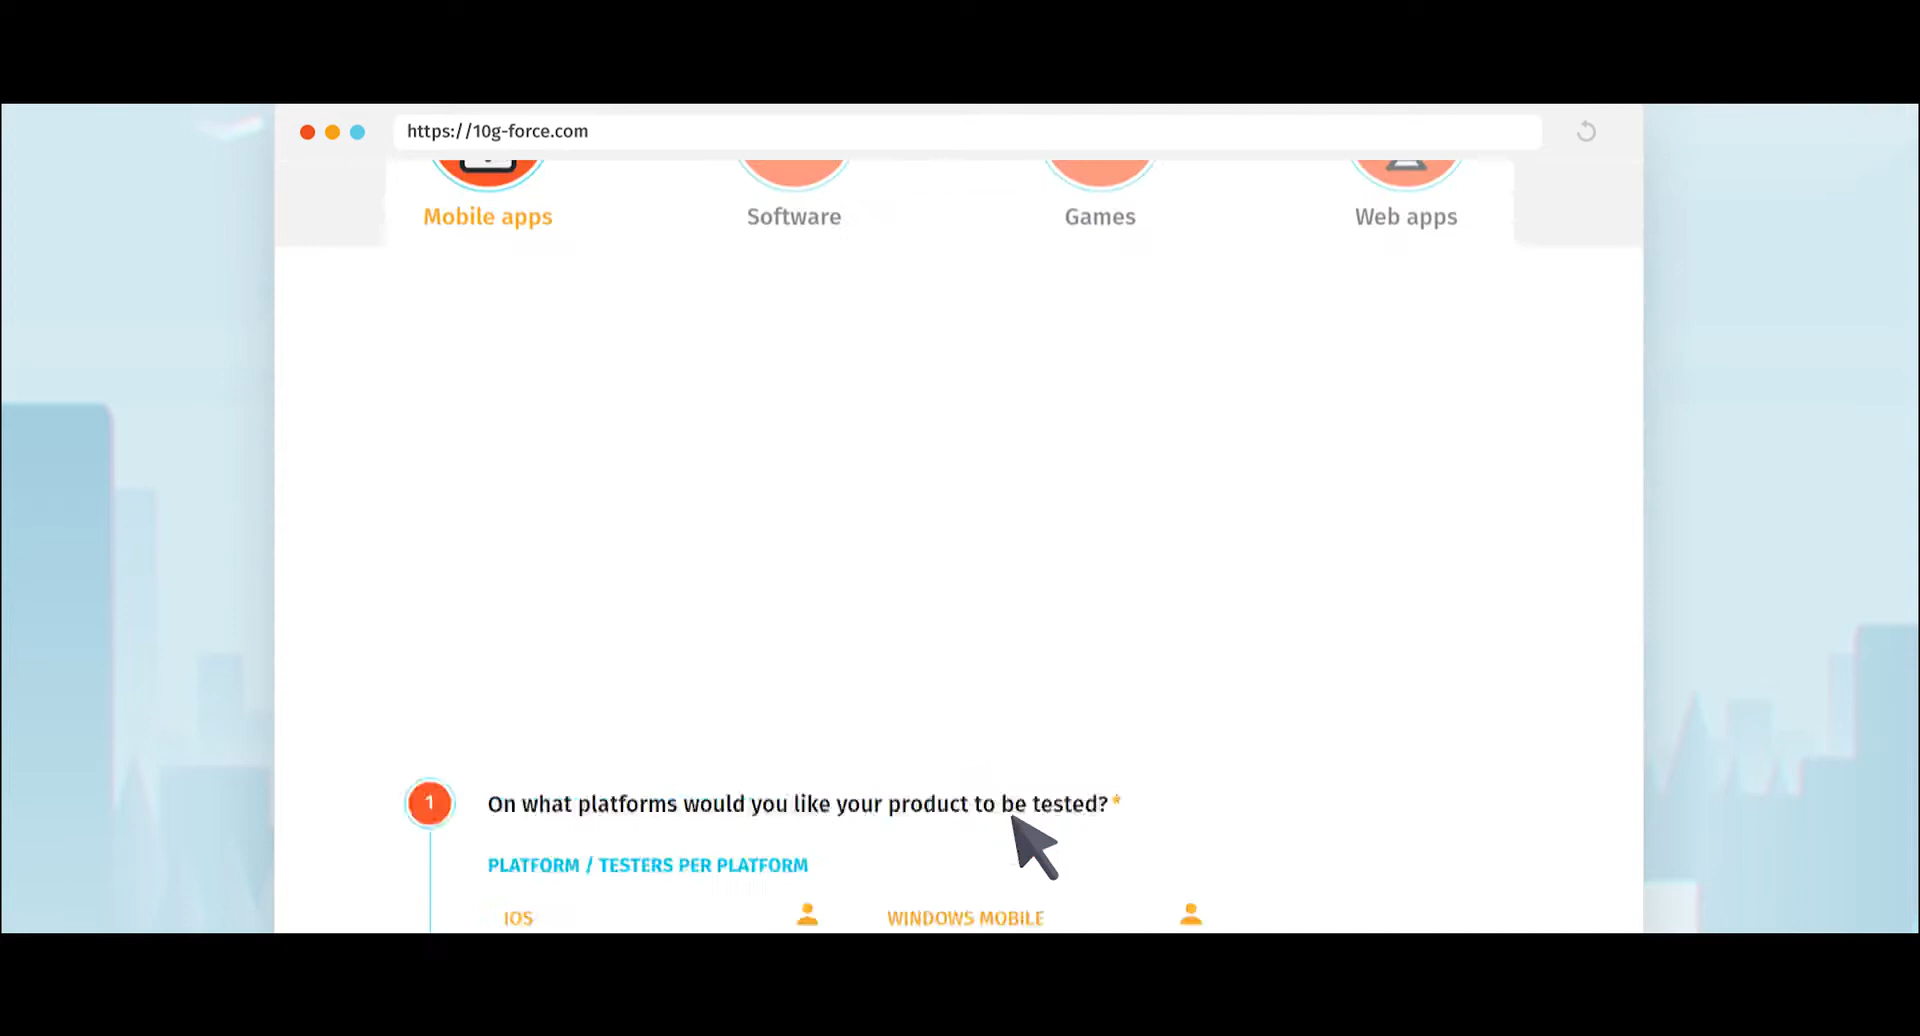 https://10g-force.com
Mobile apps
Software
Games
Web apps
1
On what platforms would you like your product to be tested? *
PLATFORM / TESTERS PER PLATFORM
IOS
WINDOWS MOBILE